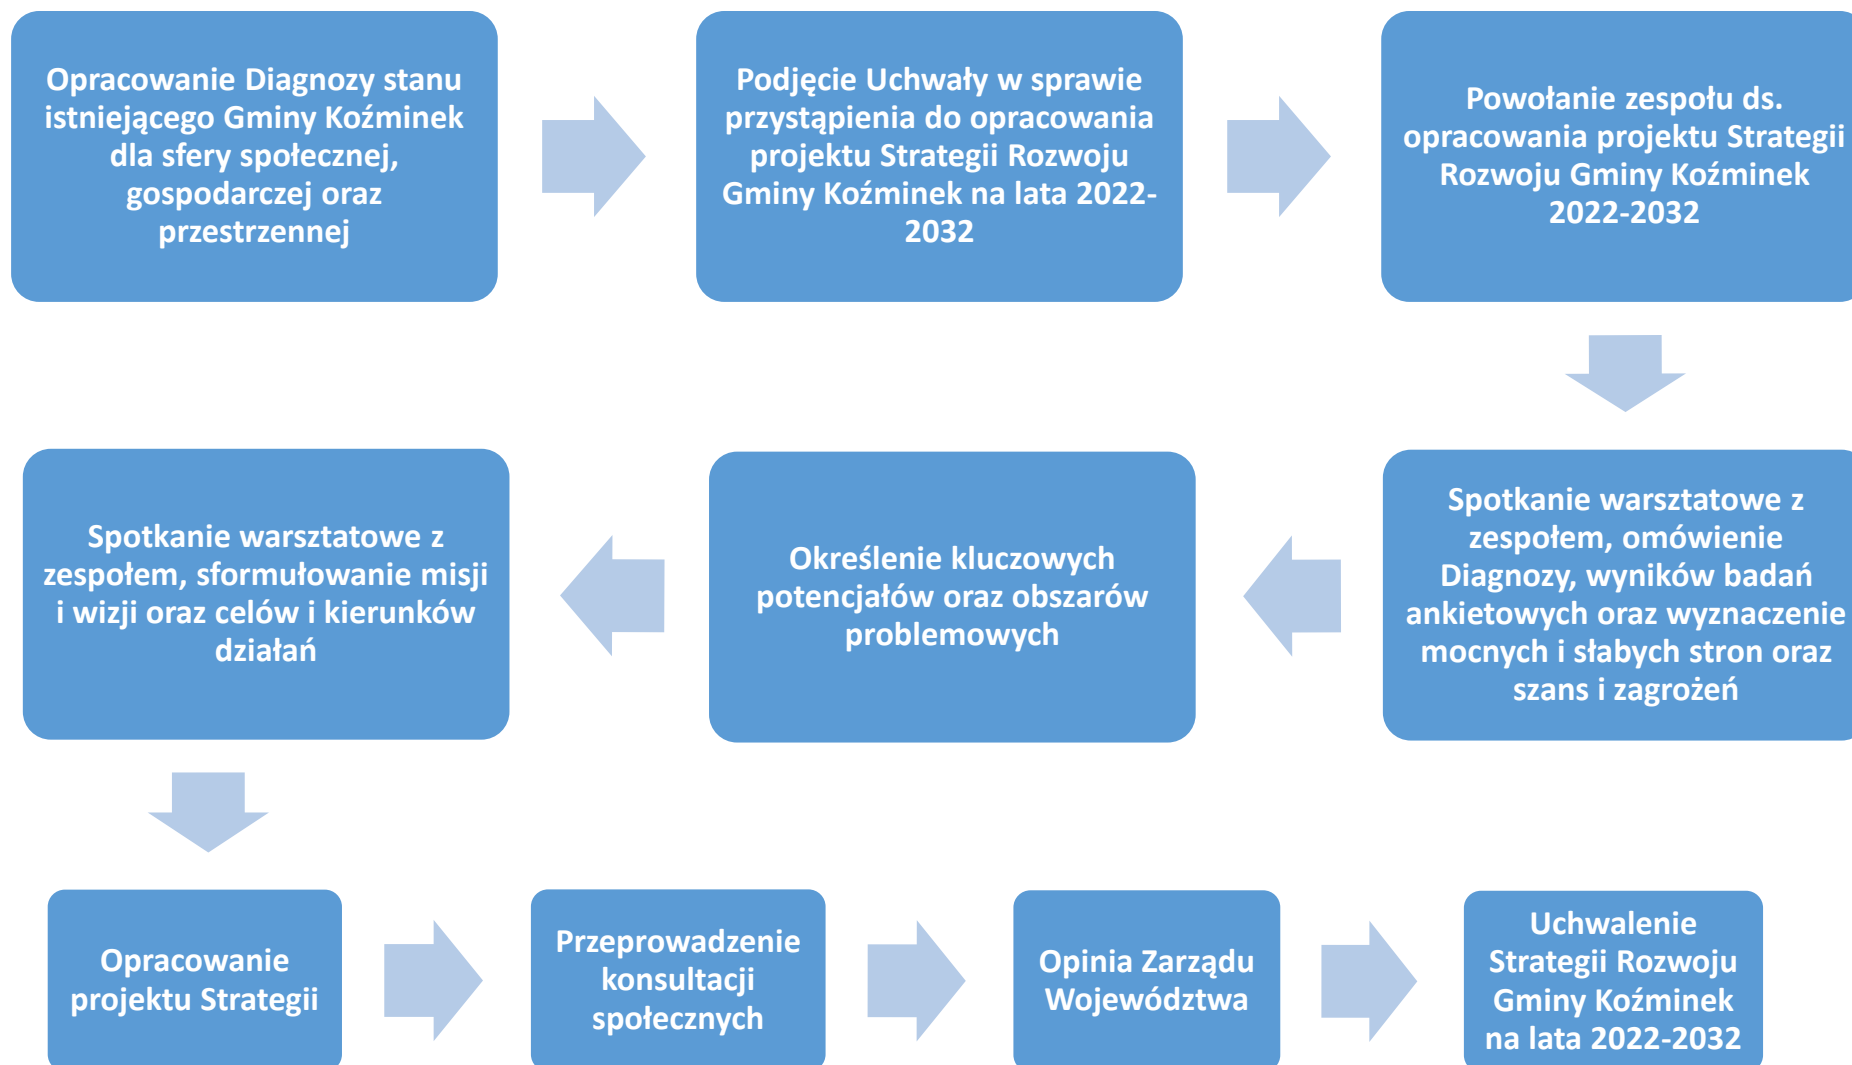 Opracowanie Diagnozy stanu
istniejącego Gminy Koźminek
dla sfery społecznej,
gospodarczej oraz
przestrzennej
Podjęcie Uchwały w sprawie
przystąpienia do opracowania
projektu Strategii Rozwoju
Gminy Koźminek na lata 2022-
2032
Powołanie zespołu ds.
opracowania projektu Strategii
Rozwoju Gminy Koźminek
2022-2032
Spotkanie warsztatowe z
zespołem, omówienie
Diagnozy, wyników badań
ankietowych oraz wyznaczenie
mocnych i słabych stron oraz
szans i zagrożeń
Określenie kluczowych
potencjałów oraz obszarów
problemowych
Spotkanie warsztatowe z
zespołem, sformułowanie misji
i wizji oraz celów i kierunków
działań
Opracowanie
projektu Strategii
Przeprowadzenie
konsultacji
społecznych
Opinia Zarządu
Województwa
Uchwalenie
Strategii Rozwoju
Gminy Koźminek
na lata 2022-2032